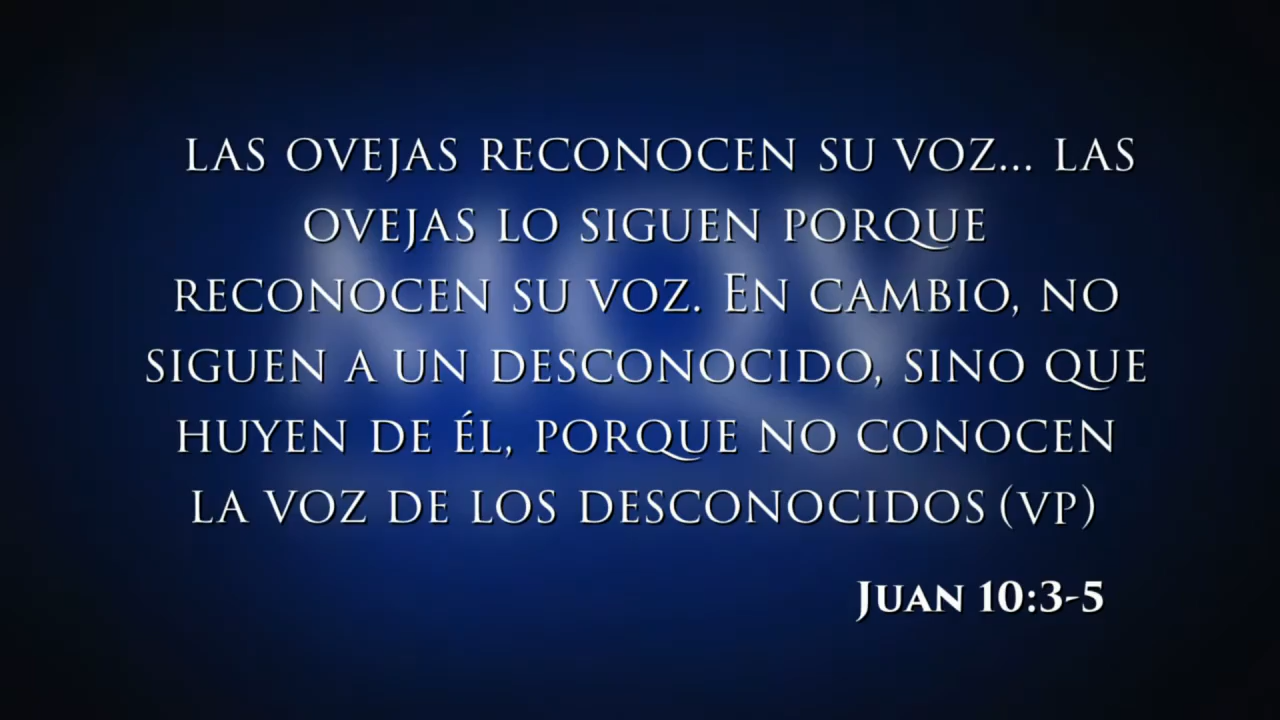 LAS OVEJAS RECONOCEN SU VOZ... LAS
OVEJAS LO SIGUEN PORQUE
RECONOCEN SU VOZ. EN CAMBIO, NO
SIGUEN A UN DESCONOCIDO, SINO QUE
HUYEN DE ÉL, PORQUE NO CONOCEN
LA VOZ DE LOS DESCONOCIDOS (VP)
JUAN 10:3-5